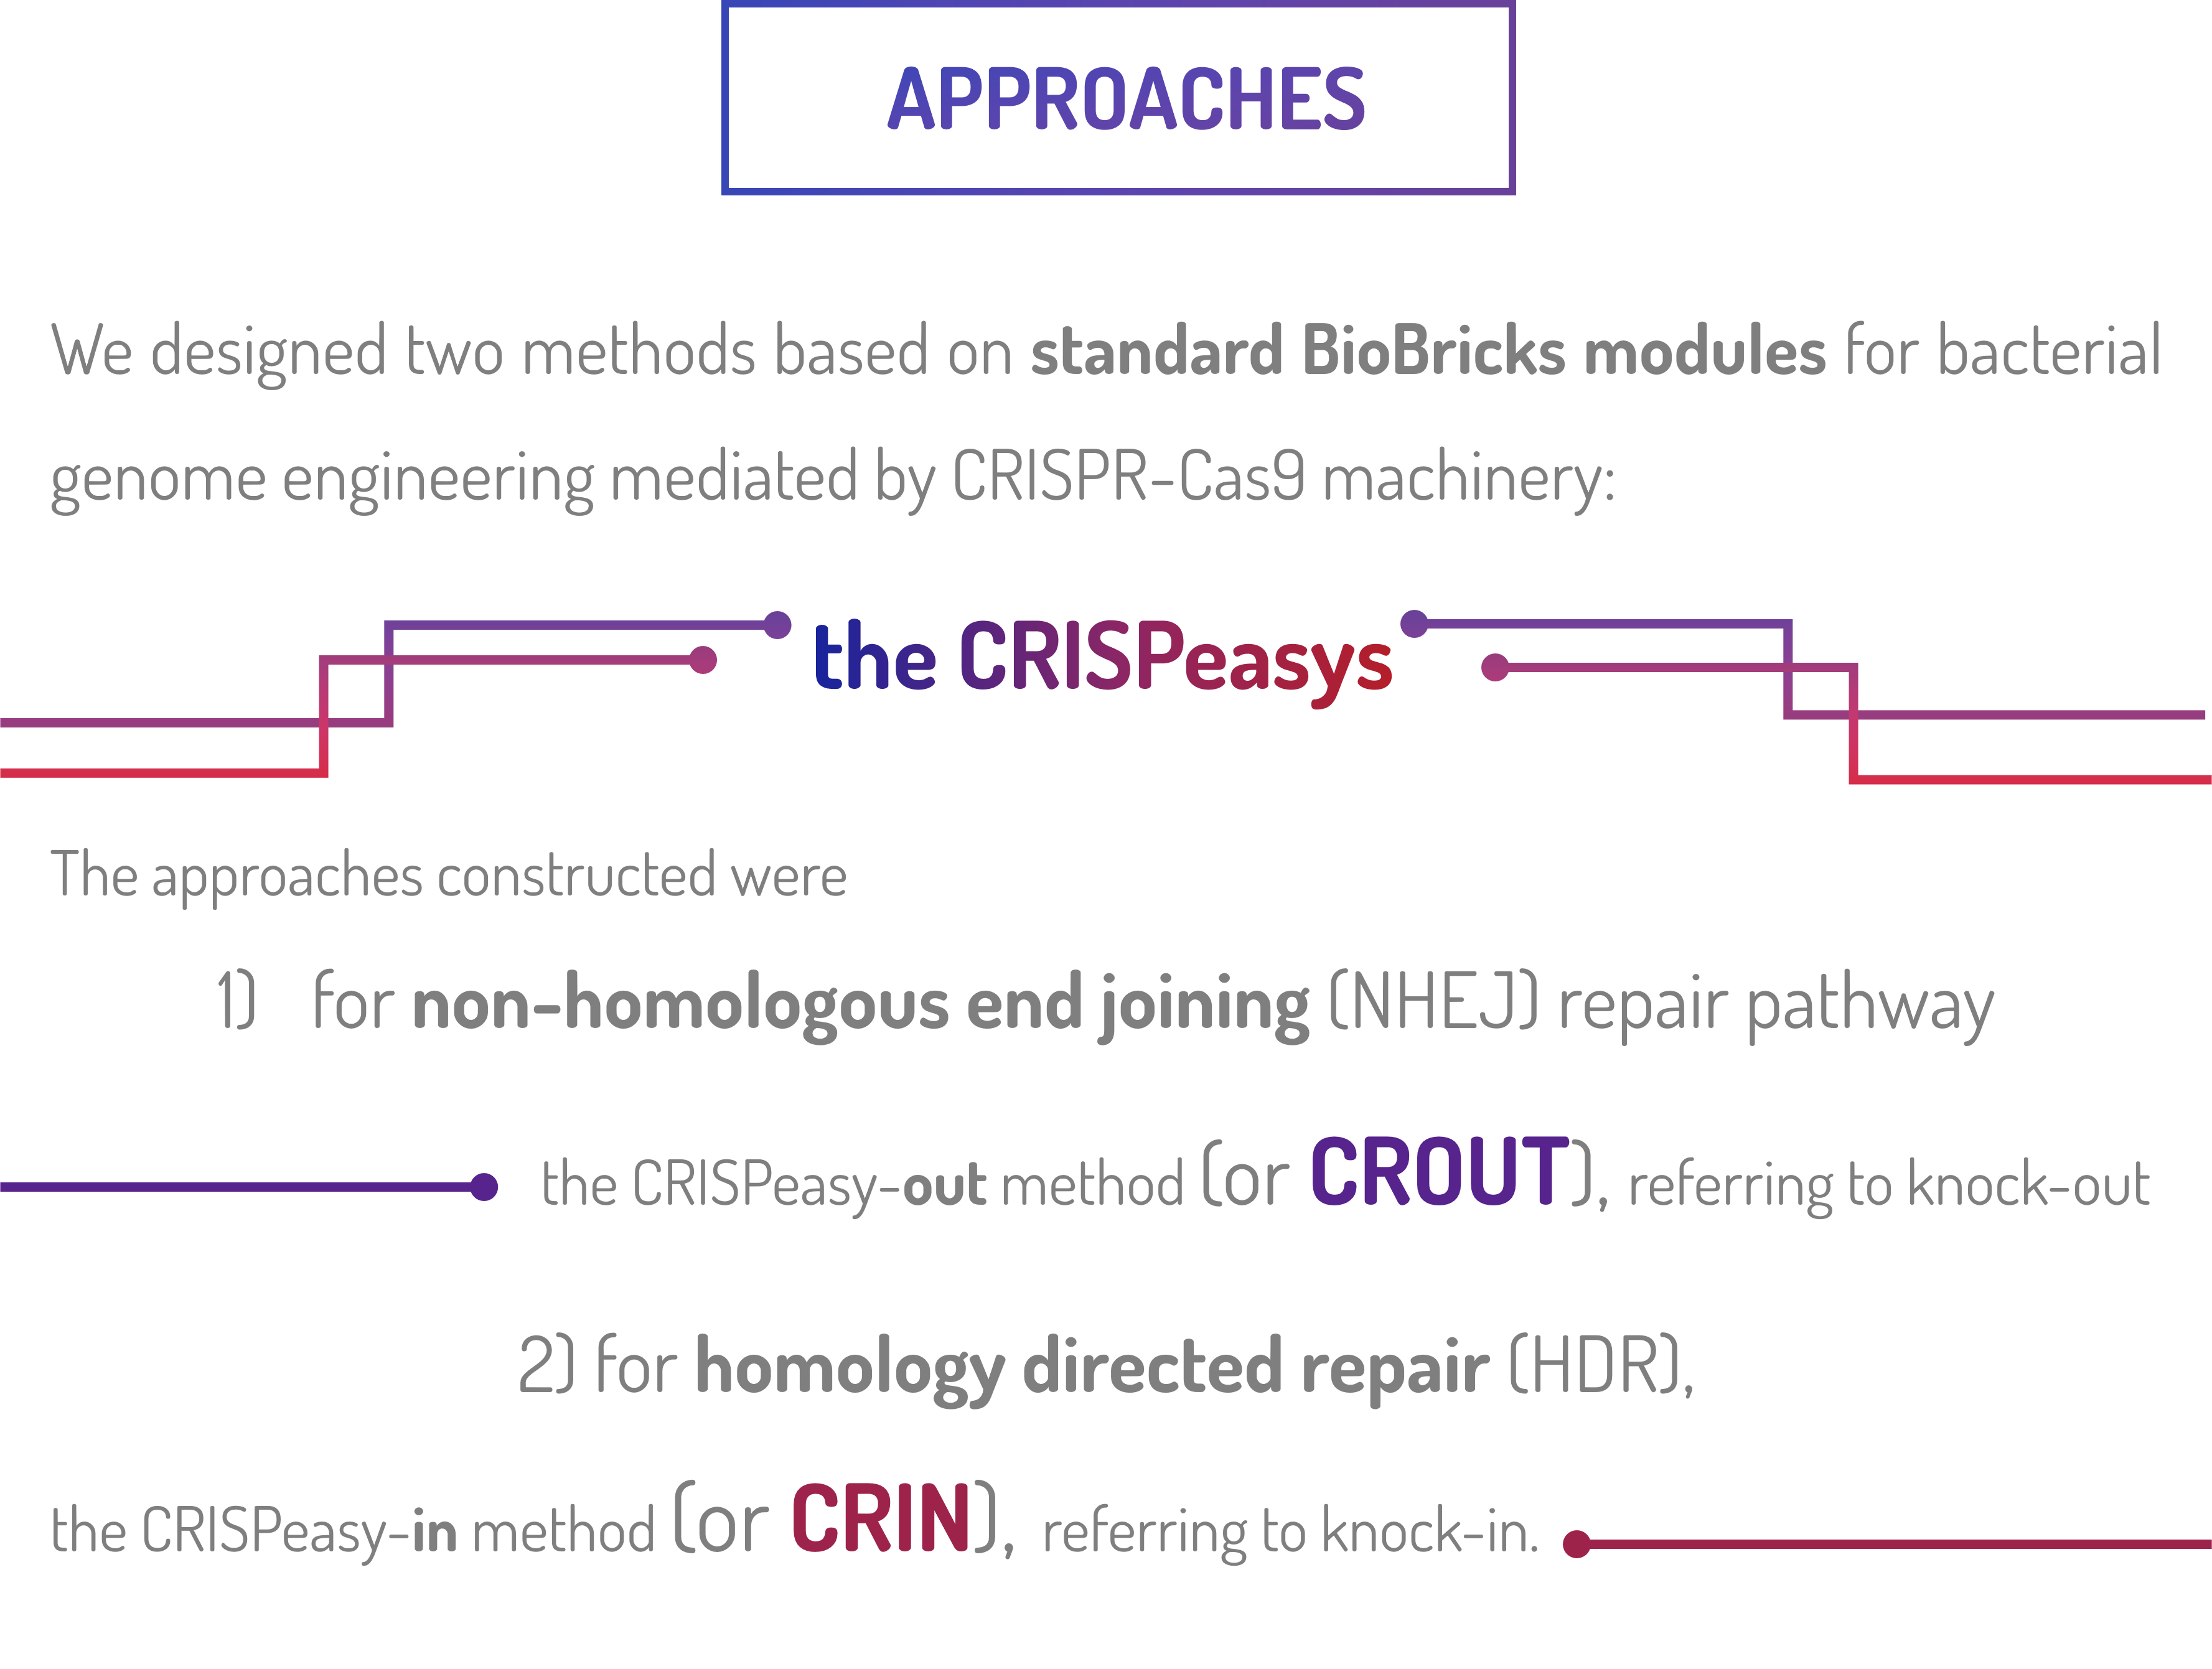 APPROACHES
We designed two methods based on standard BioBricks modules for bacterial
genome engineering mediated by CRISPR-Cas9 machinery:
the CRISPeasys
The approaches constructed were
1) for non-homologous end joining (NHEJ) repair pathway
the CRISPeasy-out method (or CROUT), referring to knock-out
2) for homology directed repair (HDR),
the CRISPeasy-in method (or CRIN), referring to knock-in.